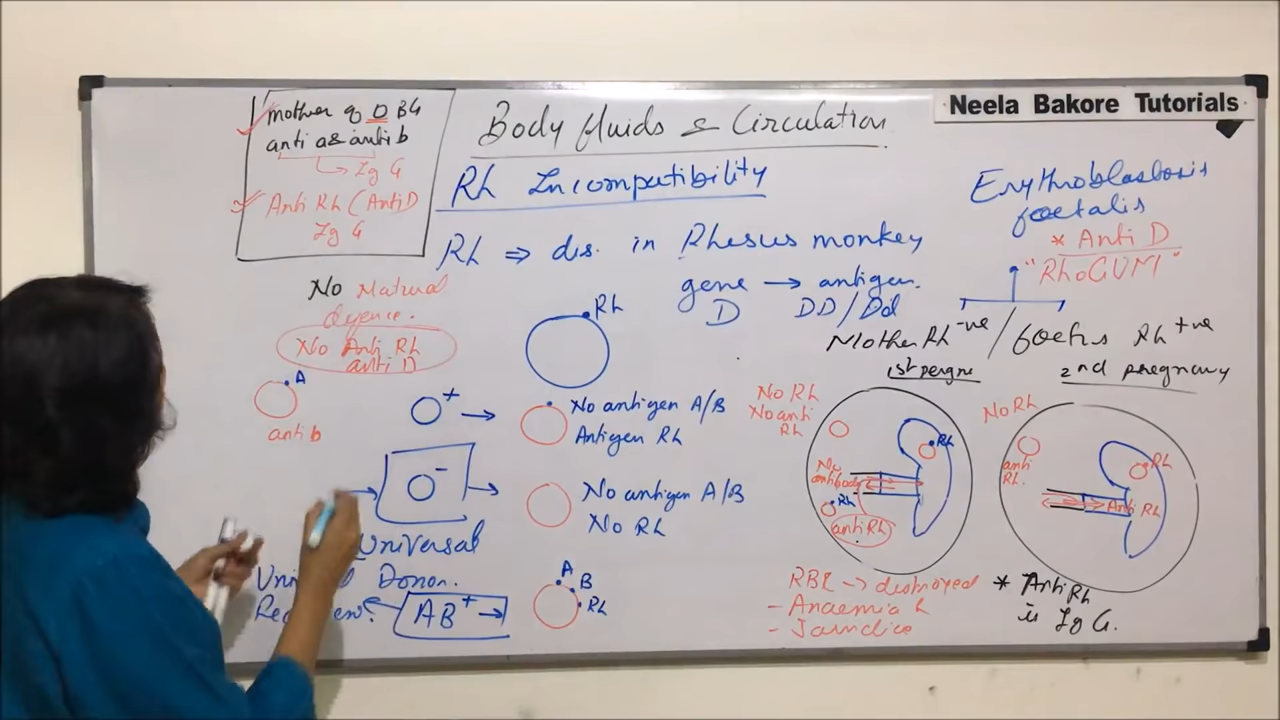 mother of O BG
anti a & anti b
Ig G
Anti Rh (Anti D
Ig G
Body fluids & Circulation
Neela Bakore Tutorials
Rh Incompatibility
Rh ⇒ dis. in Rhesus monkey
gene → antigen.
D DD/Dd
Erythroblastosis
foetalis
* Anti D
"RhoGUM"
Mother Rh -ve / foetus Rh +ve
1st
2nd pregnancy
No Natural
No Anti Rh
anti D
A
anti b
Rh
O+ →
No antigen A/B
Antigen Rh
O- →
No antigen A/B
No Rh
Universal
Donor.
AB+ →
A
B
Rh
No Rh
No anti
Rh
Rh
No
antibody
Rh
anti Rh
No Rh
anti
Rh.
Rh
Anti Rh
RBC → destroyed
- Anaemia
- Jaundice
* Anti Rh
is Ig G.